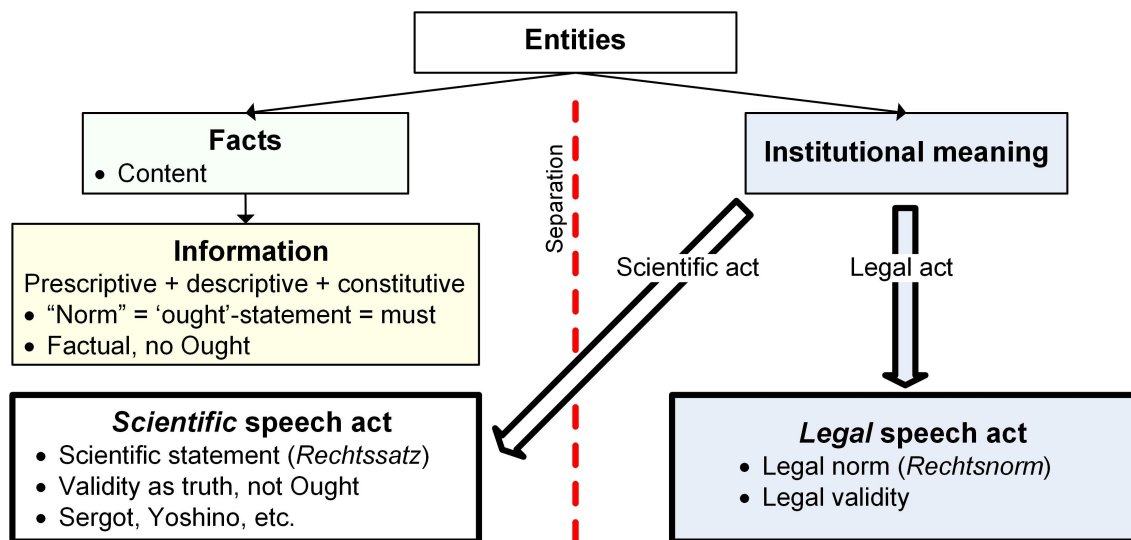 Entities
Facts
• Content
Institutional meaning
Separation
Information
Prescriptive + descriptive + constitutive
• “Norm” = ‘ought’-statement = must
• Factual, no Ought
Scientific act
Legal act
Scientific speech act
• Scientific statement (Rechtssatz)
• Validity as truth, not Ought
• Sergot, Yoshino, etc.
Legal speech act
• Legal norm (Rechtsnorm)
• Legal validity